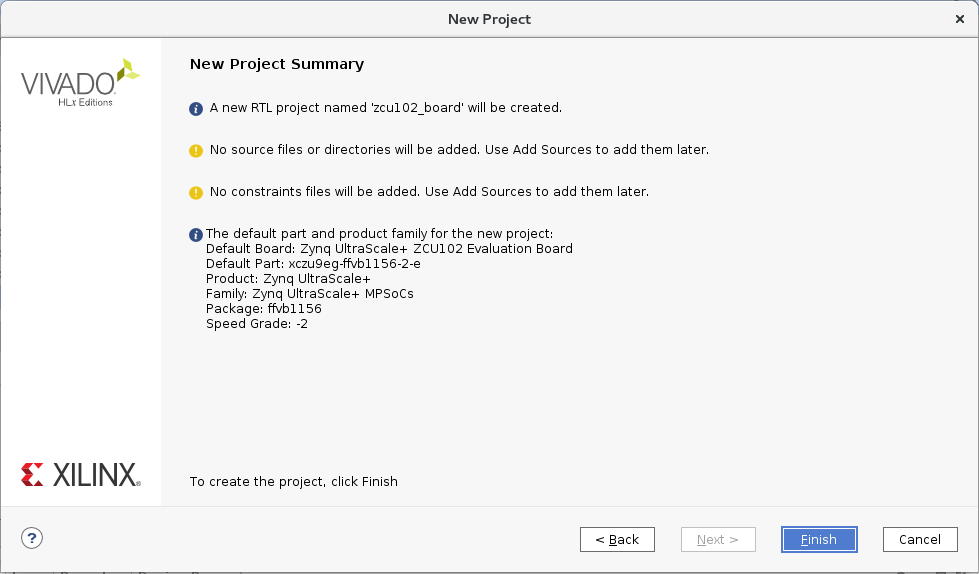 New Project
VIVADO
HLx Editions
New Project Summary
A new RTL project named 'zcu102_board' will be created.
No source files or directories will be added. Use Add Sources to add them later.
No constraints files will be added. Use Add Sources to add them later.
The default part and product family for the new project:
Default Board: Zynq UltraScale+ ZCU102 Evaluation Board
Default Part: xczu9eg-ffvb1156-2-e
Product: Zynq UltraScale+
Family: Zynq UltraScale+ MPSoCs
Package: ffvb1156
Speed Grade: -2
XILINX
To create the project, click Finish
?
< Back
Next >
Finish
Cancel